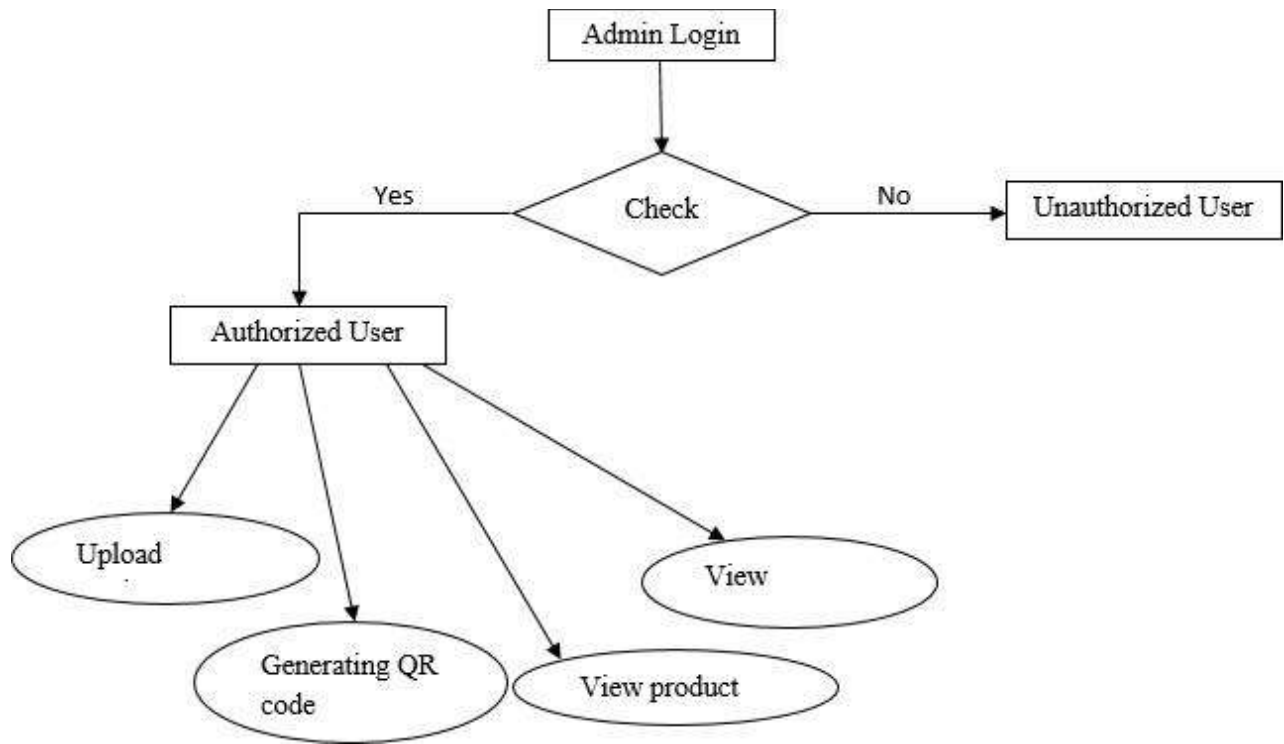 Admin Login
Yes
Check
No
Unauthorized User
Authorized User
Upload
View
Generating QR
code
View product